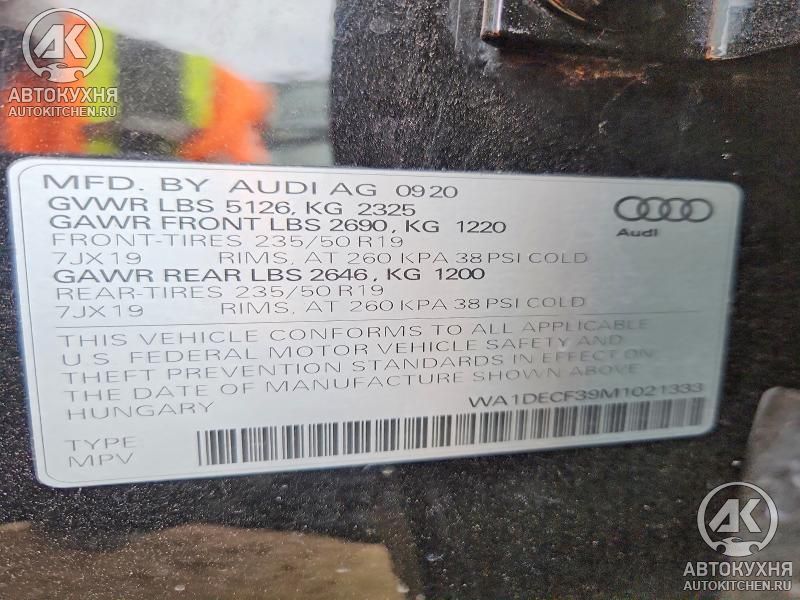 AK
АВТОКУХНЯ
AUTOKITCHEN.RU
MFD. BY AUDI AG 0920
GVWR LBS 5126, KG 2325
GAWR FRONT LBS 2690, KG 1220
FRONT-TIRES 235/50 R19
7JX19 RIMS, AT 260 KPA 38 PSI COLD
GAWR REAR LBS 2646, KG 1200
REAR-TIRES 235/50 R19
7JX19 RIMS, AT 260 KPA 38 PSI COLD
Audi
THIS VEHICLE CONFORMS TO ALL APPLICABLE
U.S. FEDERAL MOTOR VEHICLE SAFETY AND
THEFT PREVENTION STANDARDS IN EFFECT ON
THE DATE OF MANUFACTURE
HUNGARY
WA1DECF39M1021333
TYPE
MPV
AK
АВТОКУХНЯ
AUTOKITCHEN.RU